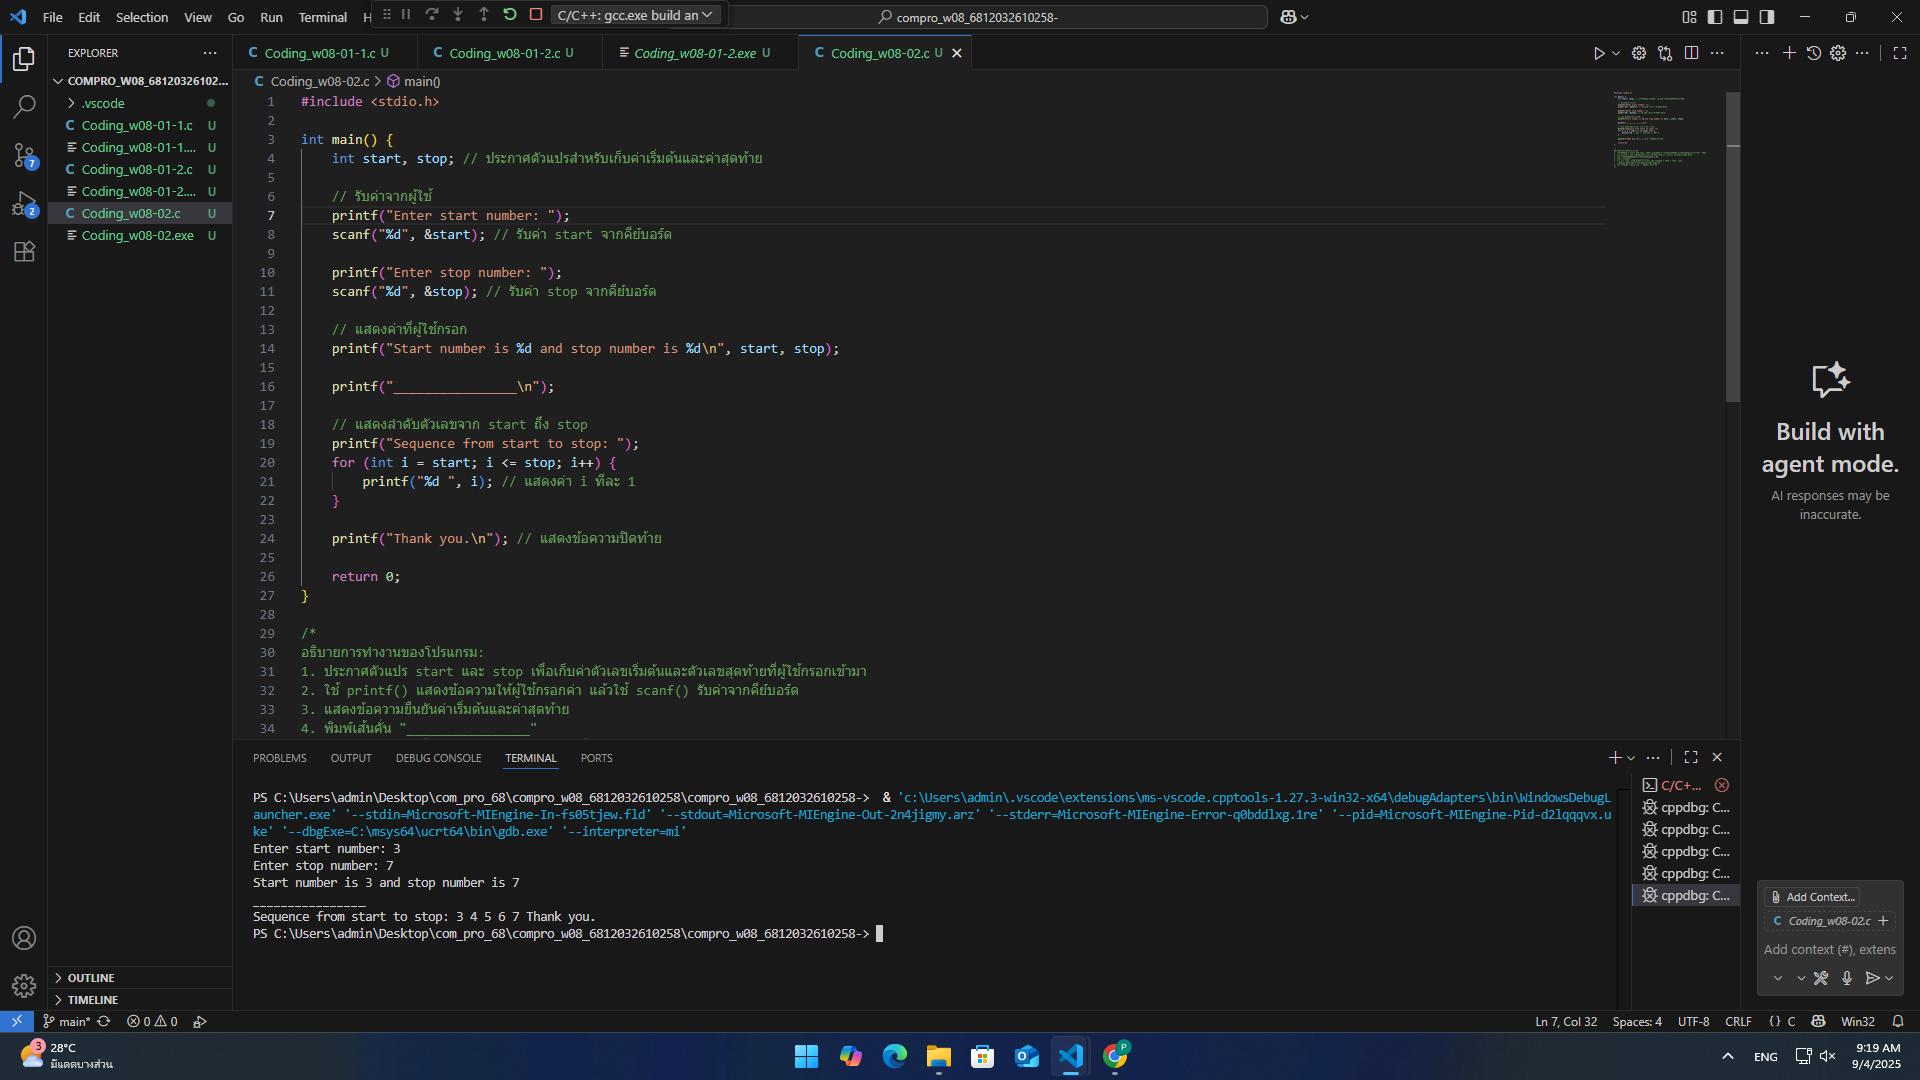 File Edit Selection View Go Run Terminal H
C/C++: gcc.exe build an
compro_w08_6812032610258-
EXPLORER
COMPRO_W08_68120326102...
.vscode
C Coding_w08-01-1.c U
Coding_w08-01-1.... U
C Coding_w08-01-2.c U
Coding_w08-01-2.... U
C Coding_w08-02.c U
Coding_w08-02.exe U
7
2
OUTLINE
TIMELINE
C Coding_w08-01-1.c U
C Coding_w08-01-2.c U
Coding_w08-01-2.exe U
C Coding_w08-02.c U
C Coding_w08-02.c > main()
1 #include <stdio.h>
2
3 int main() {
4 int start, stop; // ประกาศตัวแปรสำหรับเก็บค่าเริ่มต้นและค่าสุดท้าย
5
6 // รับค่าจากผู้ใช้
7 printf("Enter start number: ");
8 scanf("%d", &start); // รับค่า start จากคีย์บอร์ด
9
10 printf("Enter stop number: ");
11 scanf("%d", &stop); // รับค่า stop จากคีย์บอร์ด
12
13 // แสดงค่าที่ผู้ใช้กรอก
14 printf("Start number is %d and stop number is %d\n", start, stop);
15
16 printf("________________\n");
17
18 // แสดงลำดับตัวเลขจาก start ถึง stop
19 printf("Sequence from start to stop: ");
20 for (int i = start; i <= stop; i++) {
21 printf("%d ", i); // แสดงค่า i ทีละ 1
22 }
23
24 printf("Thank you.\n"); // แสดงข้อความปิดท้าย
25
26 return 0;
27 }
28
29 /*
30 อธิบายการทำงานของโปรแกรม:
31 1. ประกาศตัวแปร start และ stop เพื่อเก็บค่าตัวเลขเริ่มต้นและตัวเลขสุดท้ายที่ผู้ใช้กรอกเข้ามา
32 2. ใช้ printf() แสดงข้อความให้ผู้ใช้กรอกค่า แล้วใช้ scanf() รับค่าจากคีย์บอร์ด
33 3. แสดงข้อความยืนยันค่าเริ่มต้นและค่าสุดท้าย
34 4. พิมพ์เส้นคั่น "________________"
PROBLEMS OUTPUT DEBUG CONSOLE TERMINAL PORTS
PS C:\Users\admin\Desktop\com_pro_68\compro_w08_6812032610258\compro_w08_6812032610258-> & 'c:\Users\admin\.vscode\extensions\ms-vscode.cpptools-1.27.3-win32-x64\debugAdapters\bin\WindowsDebugL
auncher.exe' '--stdin=Microsoft-MIEngine-In-fs05tjew.fld' '--stdout=Microsoft-MIEngine-Out-2n4jigmy.arz' '--stderr=Microsoft-MIEngine-Error-q0bddlxg.1re' '--pid=Microsoft-MIEngine-Pid-d2lqqqvx.u
ke' '--dbgExe=C:\msys64\ucrt64\bin\gdb.exe' '--interpreter=mi'
Enter start number: 3
Enter stop number: 7
Start number is 3 and stop number is 7
________________
Sequence from start to stop: 3 4 5 6 7 Thank you.
PS C:\Users\admin\Desktop\com_pro_68\compro_w08_6812032610258\compro_w08_6812032610258->
C/C+...
cppdbg: C...
cppdbg: C...
cppdbg: C...
cppdbg: C...
cppdbg: C...
Build with
agent mode.
AI responses may be
inaccurate.
Add Context...
C Coding_w08-02.c +
Add context (#), extens
main* 0 0
Ln 7, Col 32 Spaces: 4 UTF-8 CRLF {} C Win32
3
28°C
มีแดดบางส่วน
P
ENG
9:19 AM
9/4/2025